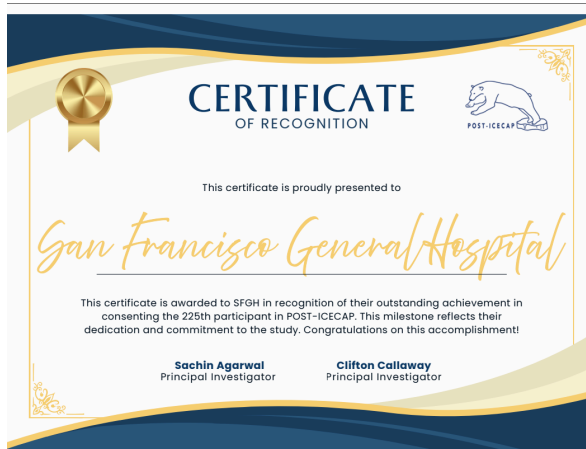 CERTIFICATE
OF RECOGNITION
POST-ICECAP
This certificate is proudly presented to
San Francisco General Hospital
This certificate is awarded to SFGH in recognition of their outstanding achievement in
consenting the 225th participant in POST-ICECAP. This milestone reflects their
dedication and commitment to the study. Congratulations on this accomplishment!
Sachin Agarwal
Principal Investigator
Clifton Callaway
Principal Investigator